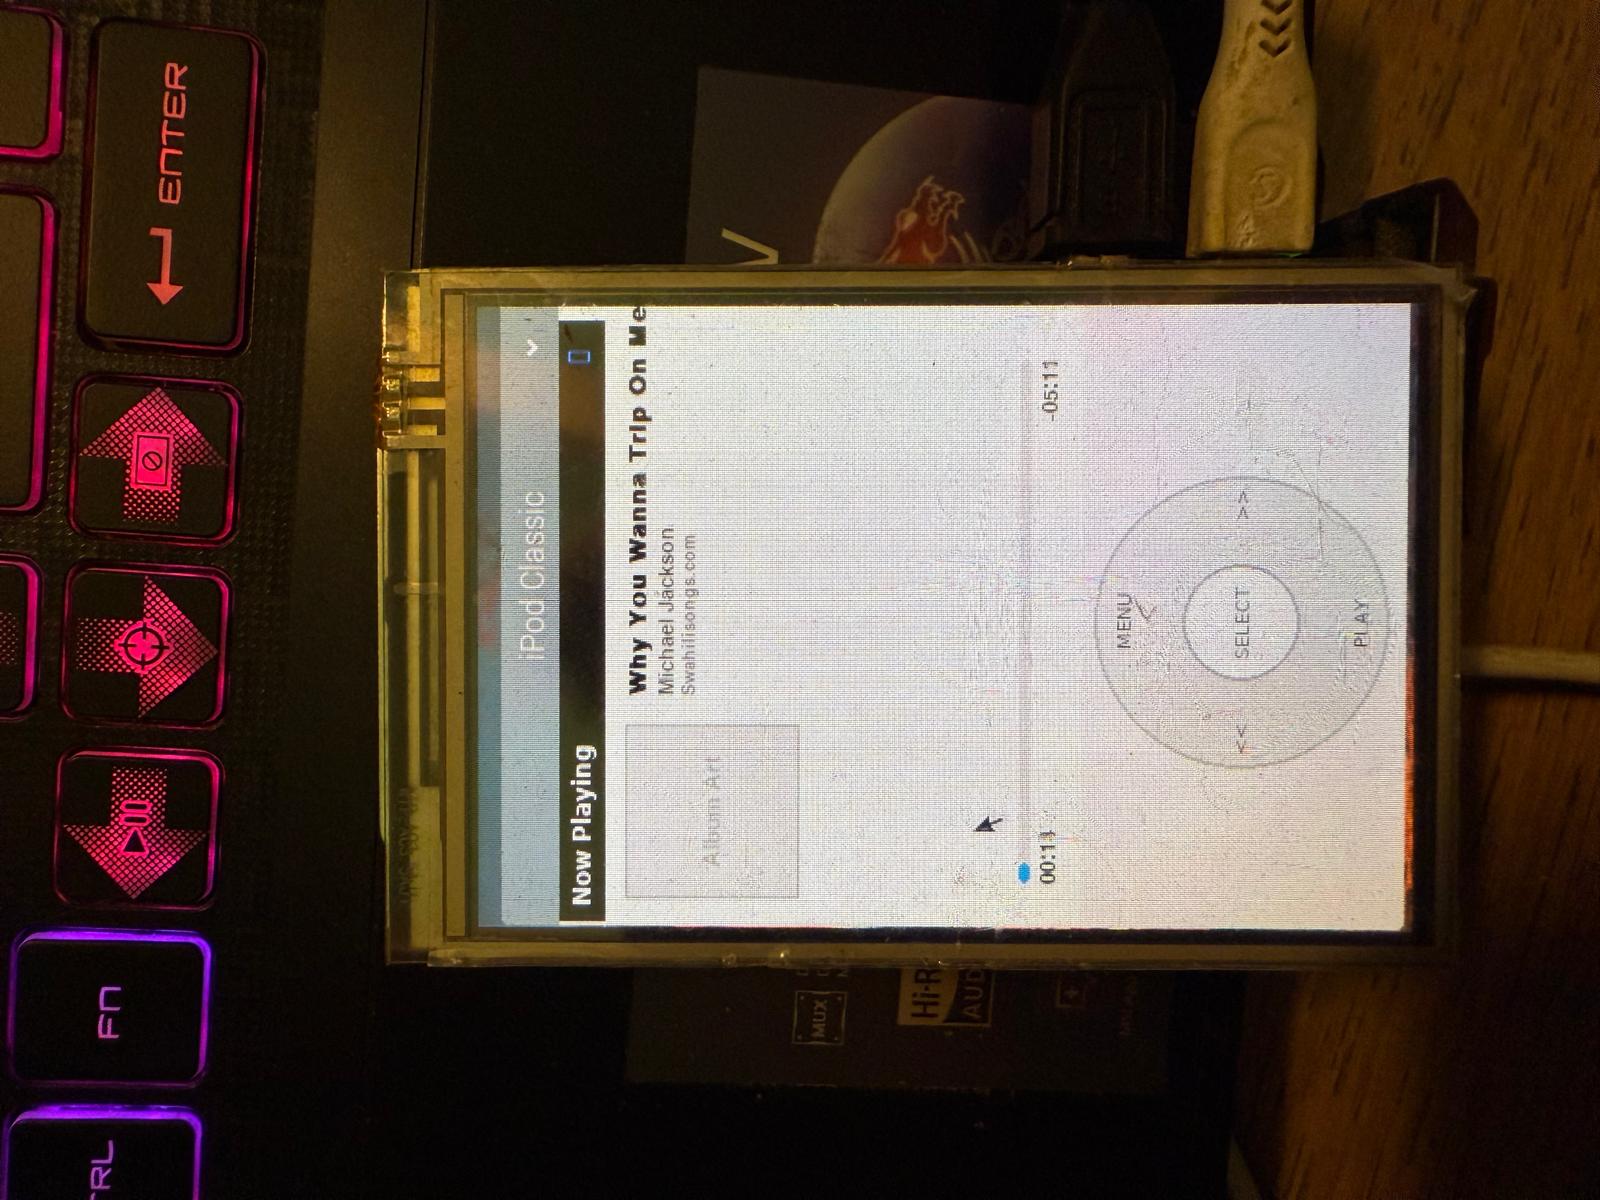 TRL
FN
ENTER
iPod Classic
Now Playing
Why You Wanna Trip On Me
Michael Jackson
Swahilisongs.com
Album Art
V
MUX
Hi-R
AUD
00:14
-05:11
MENU
<
<< SELECT >>
PLAY